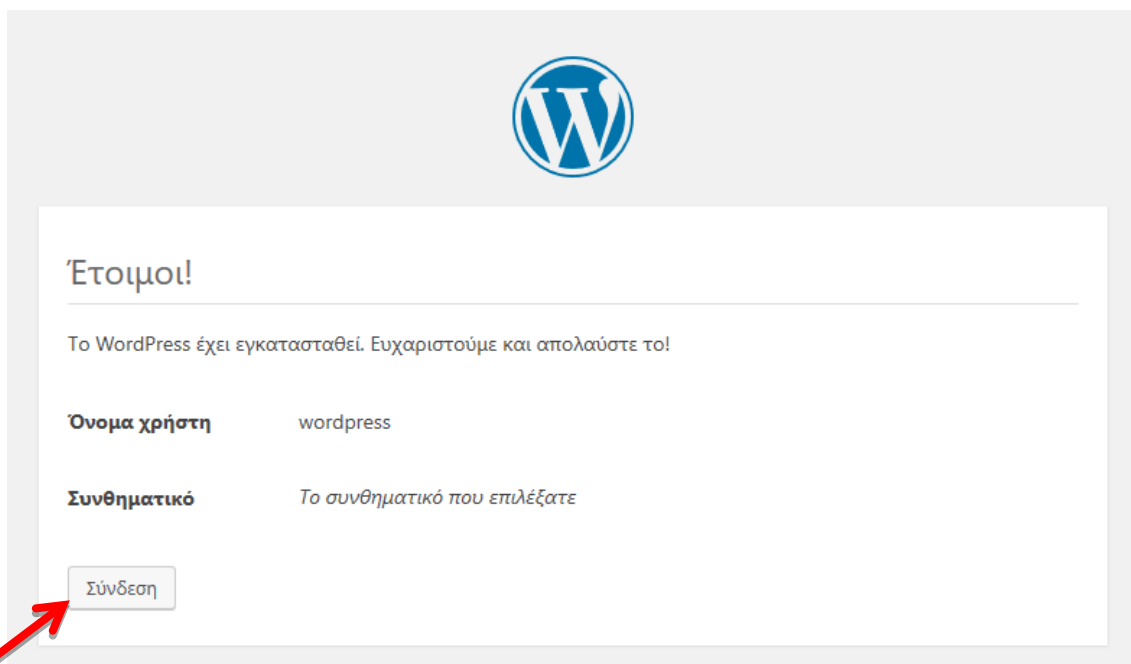 Έτοιμοι!
Το WordPress έχει εγκατασταθεί. Ευχαριστούμε και απολαύστε το!
Όνομα χρήστη wordpress
Συνθηματικό Το συνθηματικό που επιλέξατε
Σύνδεση